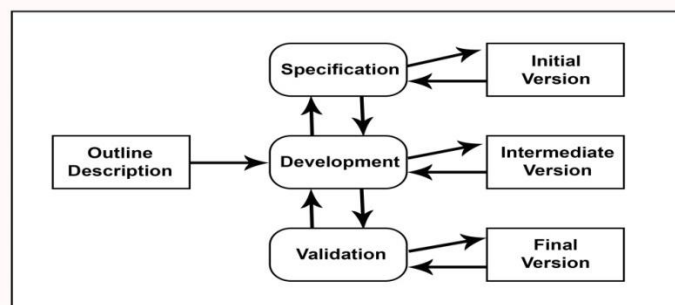 Specification
Initial
Version
Outline
Description
Development
Intermediate
Version
Validation
Final
Version